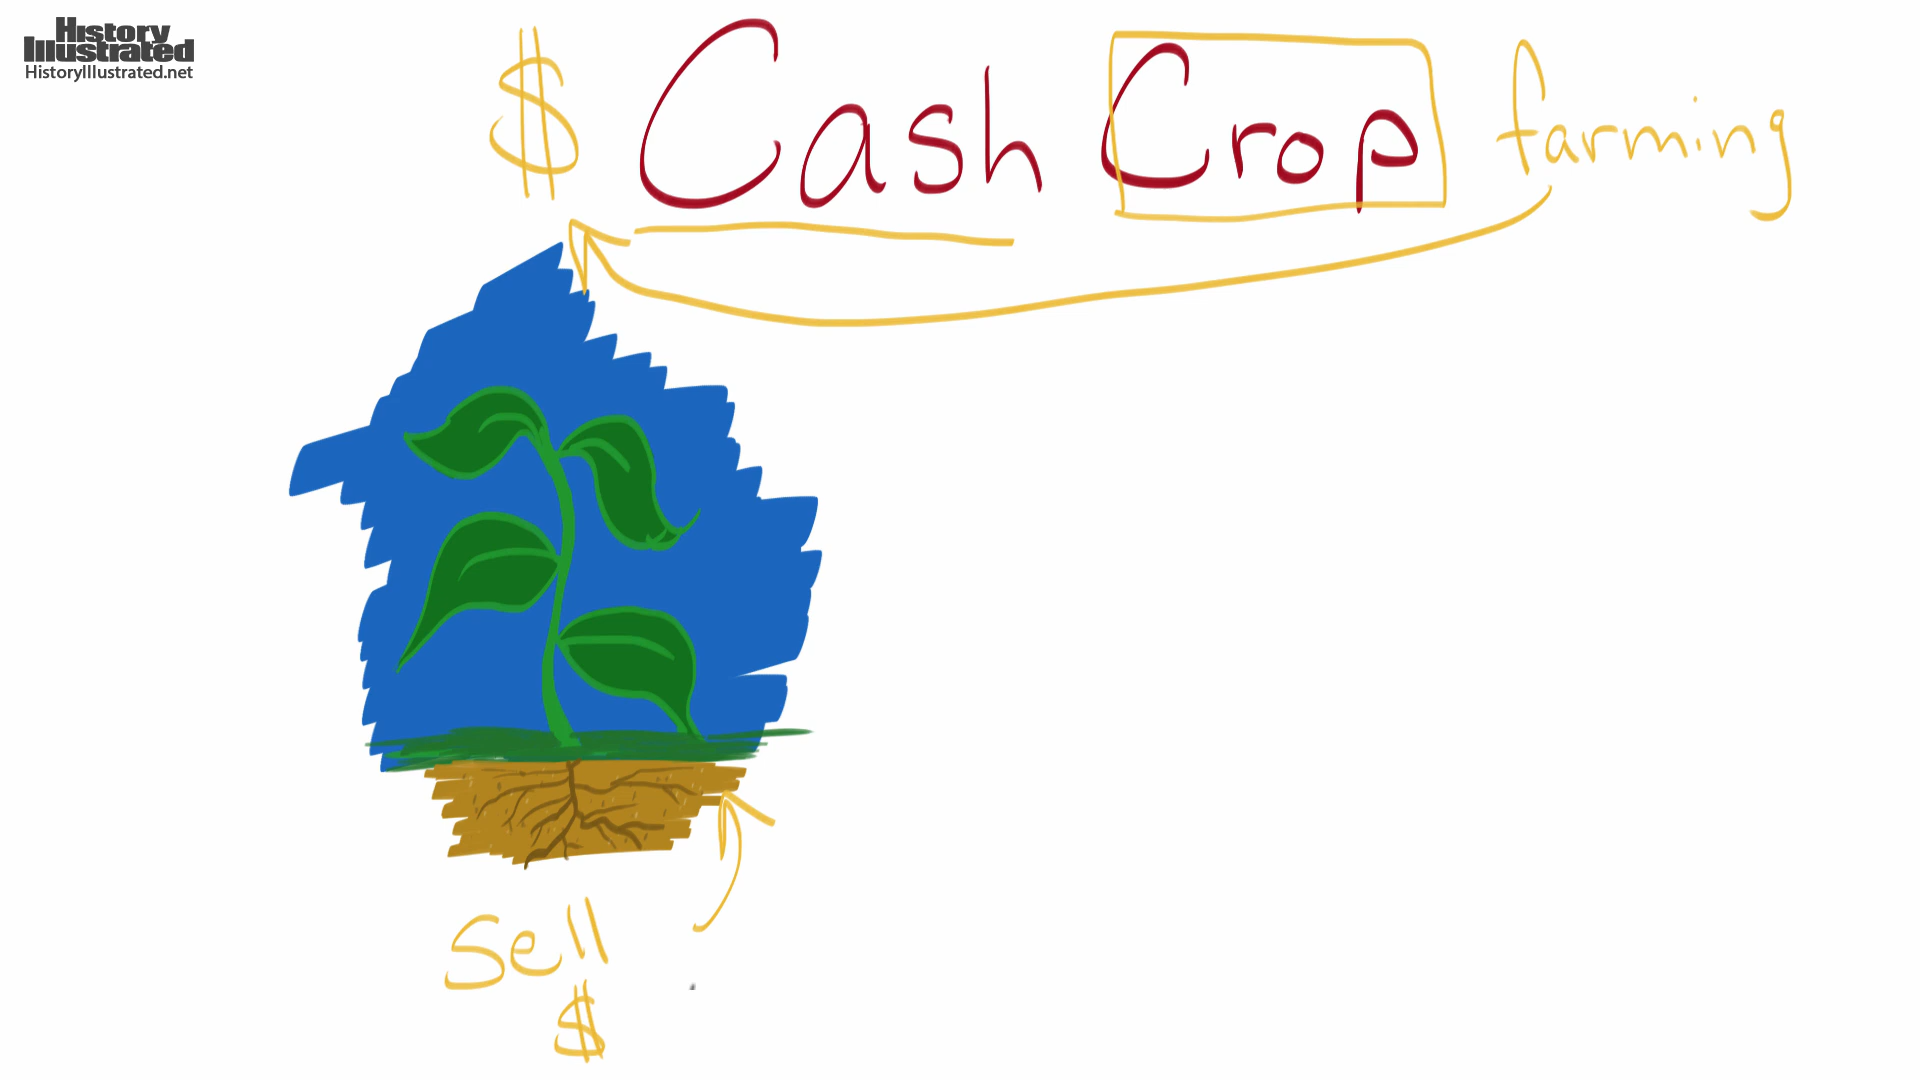 History
Illustrated
HistoryIllustrated.net
$ Cash Crop farming
Sell
$